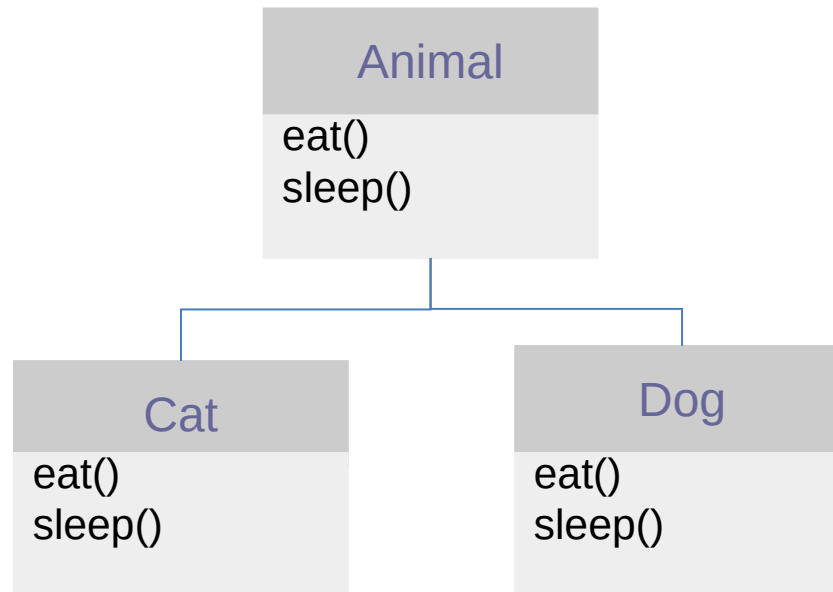 Animal
eat()
sleep()
Cat
eat()
sleep()
Dog
eat()
sleep()